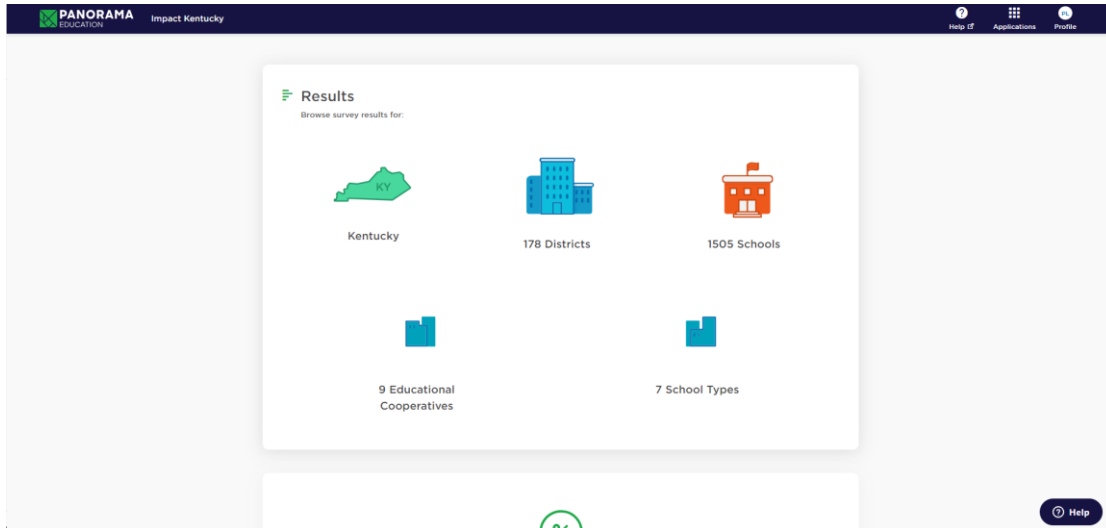 PANORAMA
EDUCATION
Impact Kentucky
Help
Applications
PL
Profile
Results
Browse survey results for:
KY
Kentucky
178 Districts
1505 Schools
9 Educational
Cooperatives
7 School Types
Help